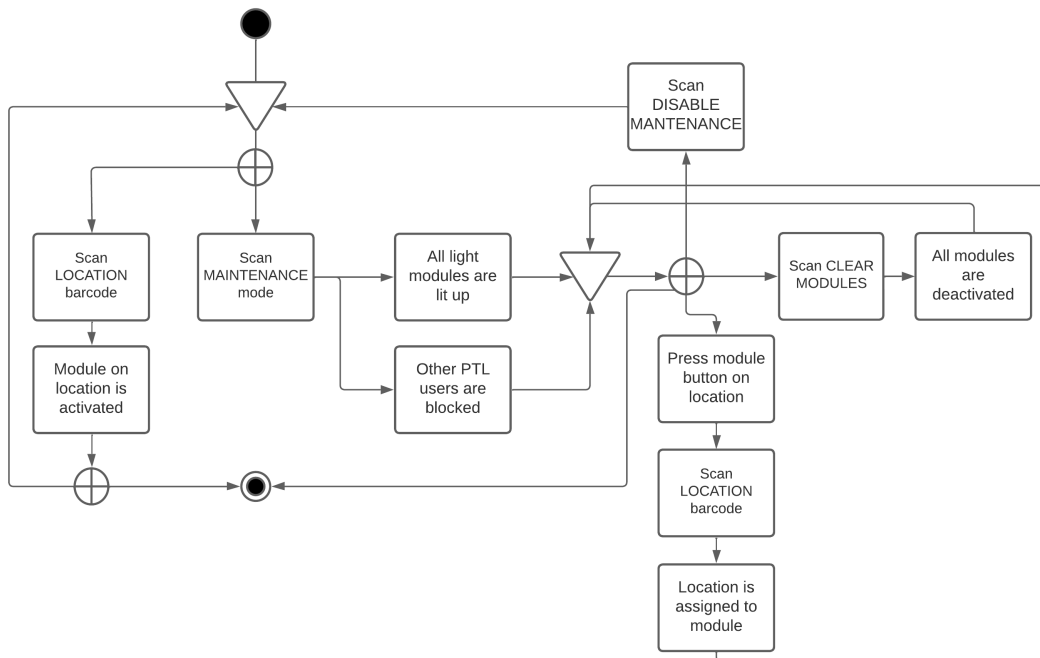 Scan
DISABLE
MANTENANCE
Scan
LOCATION
barcode
Scan
MAINTENANCE
mode
All light
modules are
lit up
Scan CLEAR
MODULES
All modules
are
deactivated
Module on
location is
activated
Other PTL
users are
blocked
Press module
button on
location
Scan
LOCATION
barcode
Location is
assigned to
module